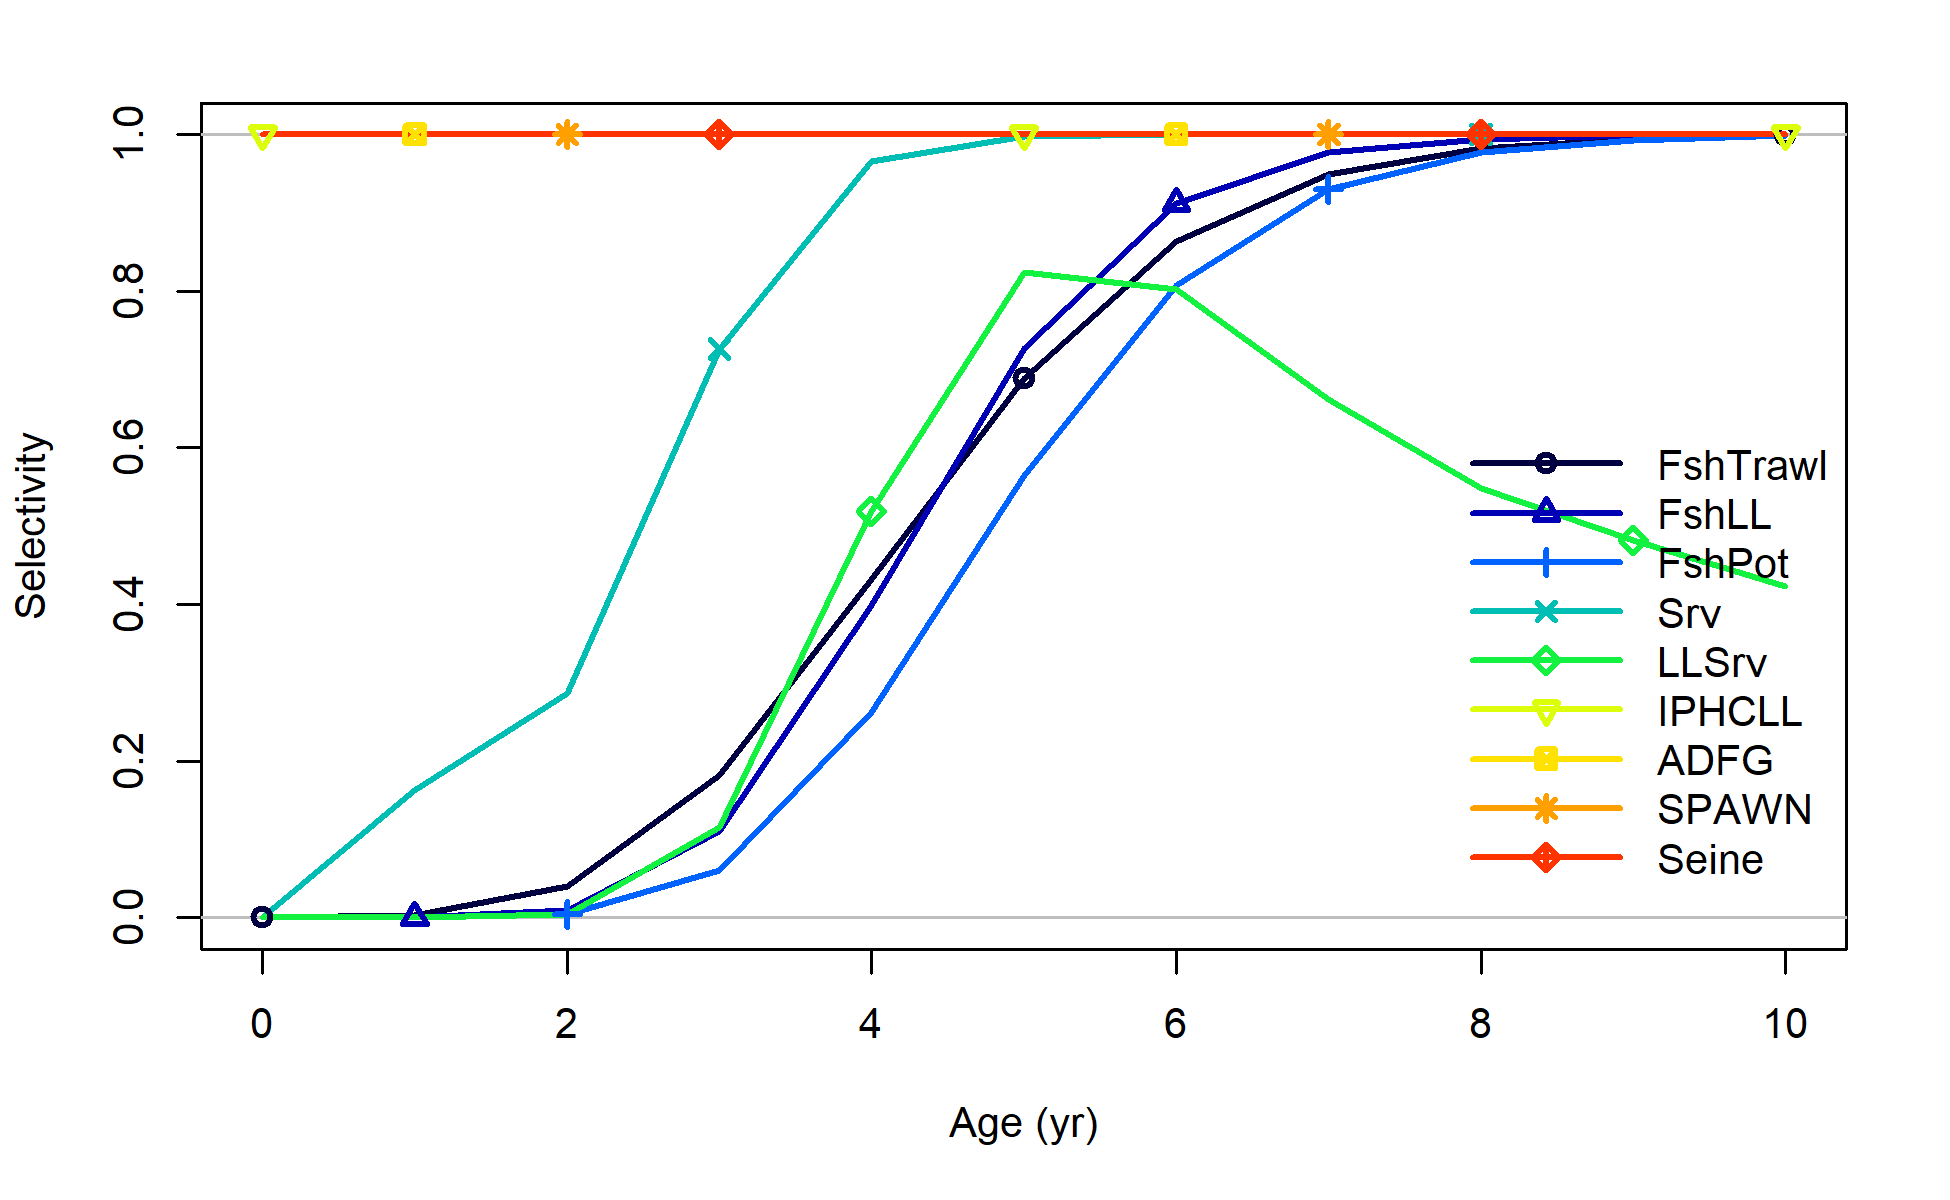 1.0
0.8
0.6
0.4
0.2
0.0
Selectivity
FshTrawl
FshLL
FshPot
Srv
LLSrv
IPHCLL
ADFG
SPAWN
Seine
0 2 4 6 8 10
Age (yr)